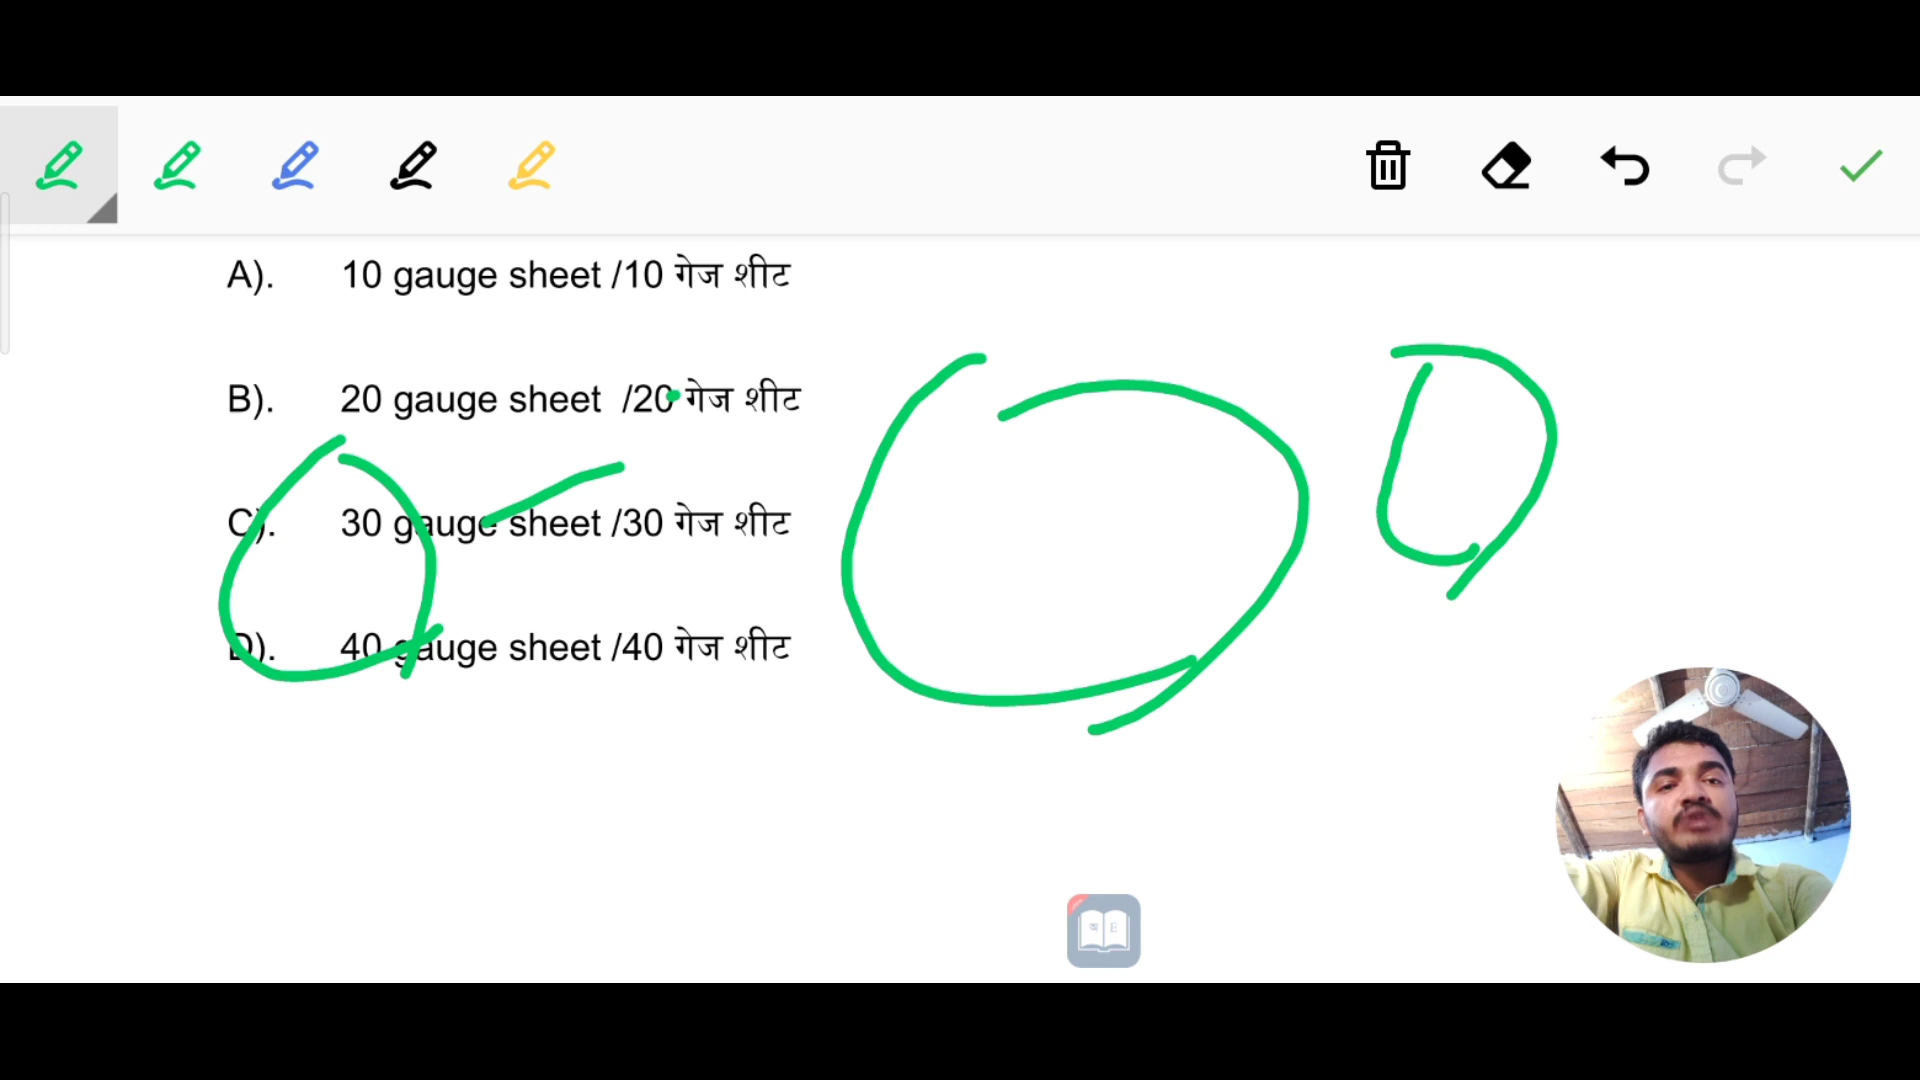 A). 10 gauge sheet /10 गेज शीट
B). 20 gauge sheet /20 गेज शीट
C). 30 gauge sheet /30 गेज शीट
D). 40 gauge sheet /40 गेज शीट
D
अ E